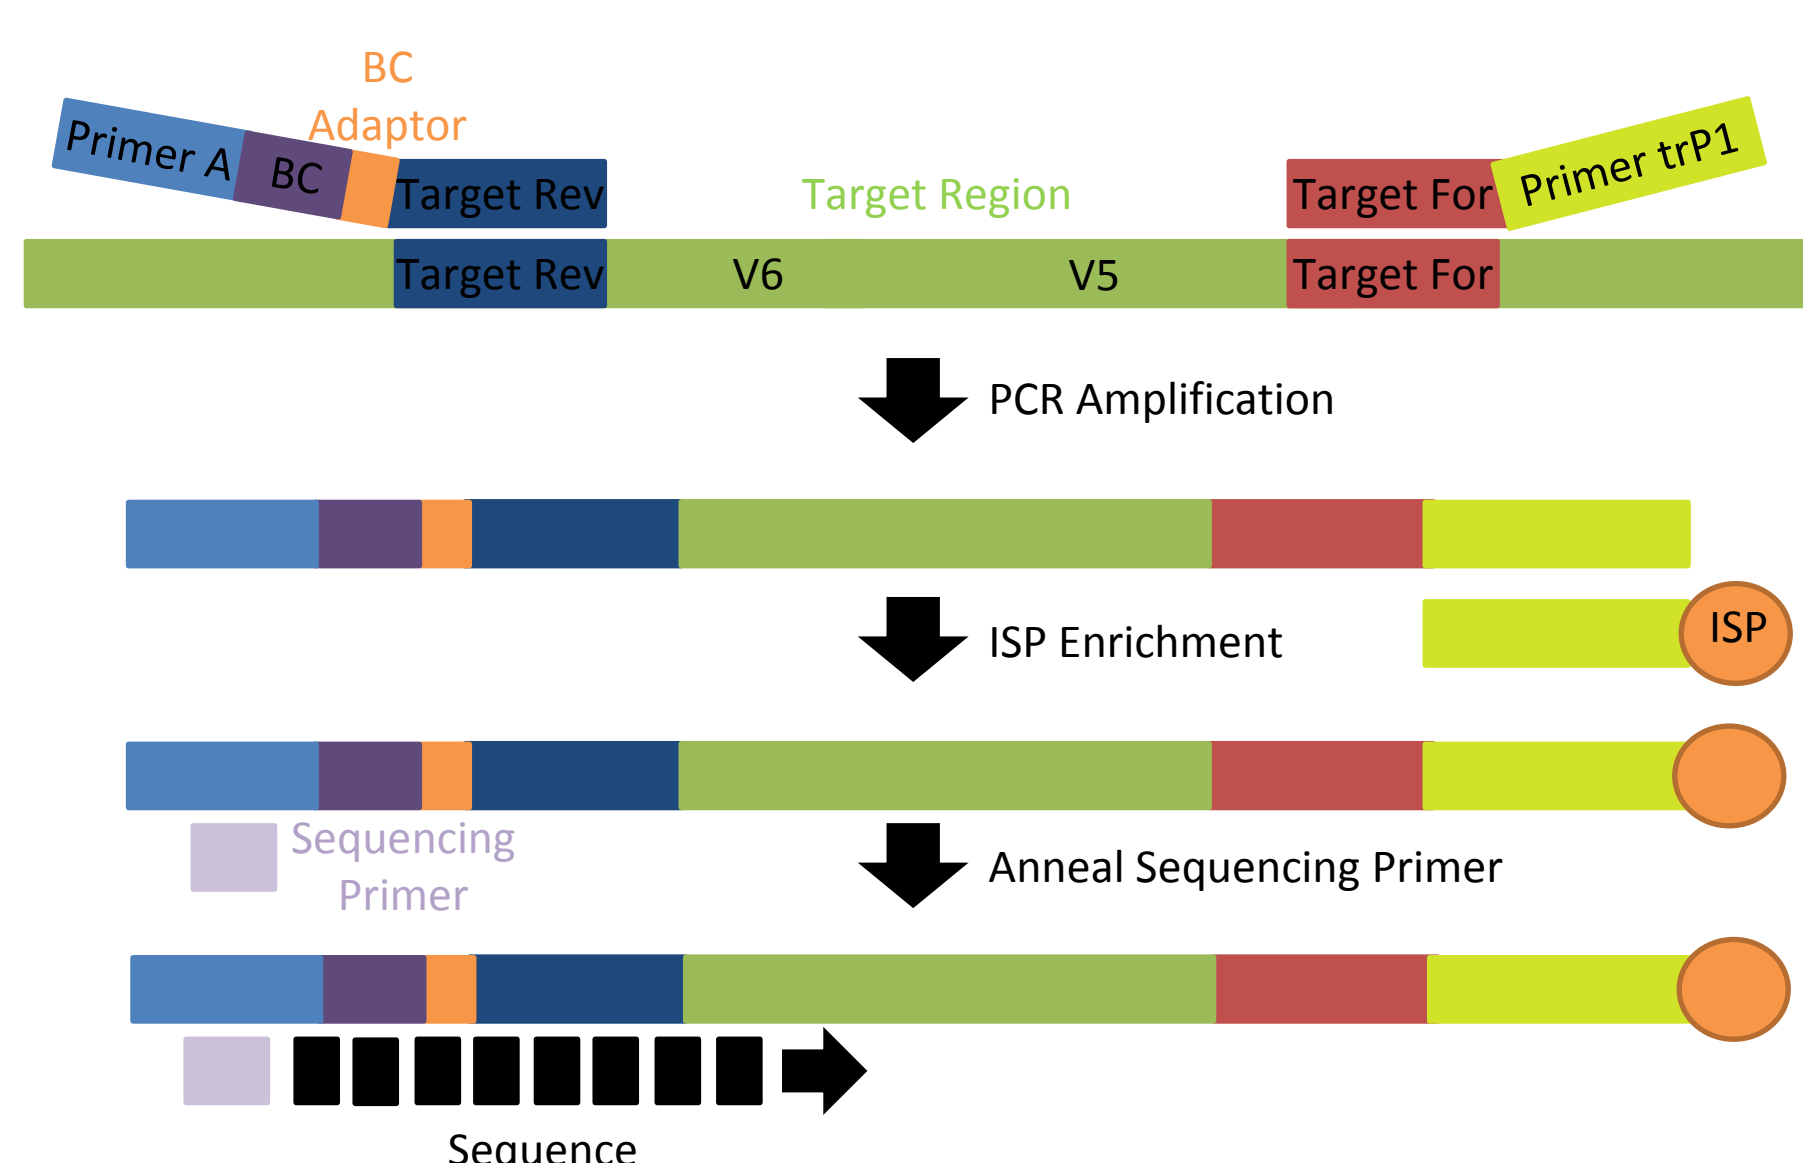 BC
Adaptor
Primer A
BC
Target Rev
Target Region
Target For
Primer trP1
Target Rev
V6
V5
Target For
PCR Amplification
ISP Enrichment
ISP
Sequencing
Primer
Anneal Sequencing Primer
Sequence